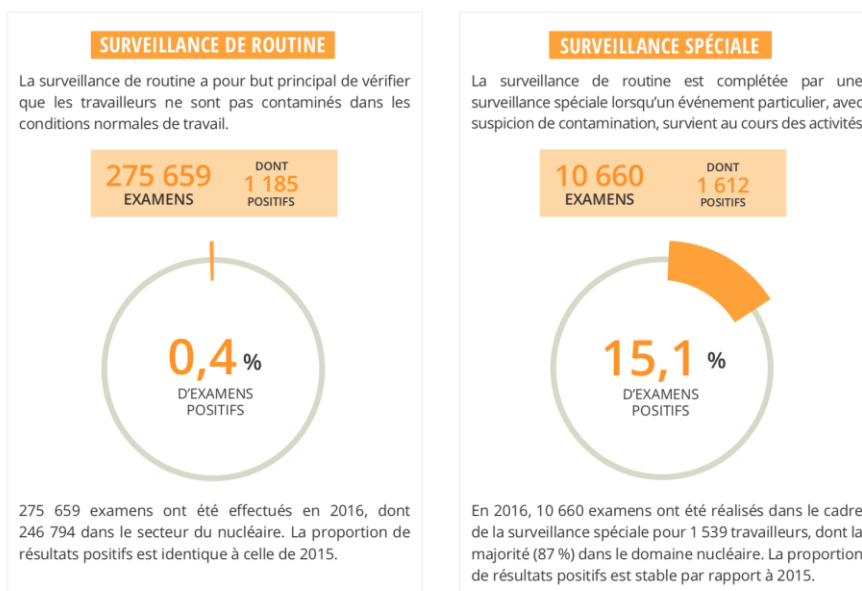 SURVEILLANCE DE ROUTINE
La surveillance de routine a pour but principal de vérifier
que les travailleurs ne sont pas contaminés dans les
conditions normales de travail.
275 659
EXAMENS
DONT
1 185
POSITIFS
0,4 %
D'EXAMENS
POSITIFS
275 659 examens ont été effectués en 2016, dont
246 794 dans le secteur du nucléaire. La proportion de
résultats positifs est identique à celle de 2015.
SURVEILLANCE SPÉCIALE
La surveillance de routine est complétée par une
surveillance spéciale lorsqu'un événement particulier, avec
suspicion de contamination, survient au cours des activités
10 660
EXAMENS
DONT
1 612
POSITIFS
15,1 %
D'EXAMENS
POSITIFS
En 2016, 10 660 examens ont été réalisés dans le cadre
de la surveillance spéciale pour 1 539 travailleurs, dont la
majorité (87 %) dans le domaine nucléaire. La proportion
de résultats positifs est stable par rapport à 2015.